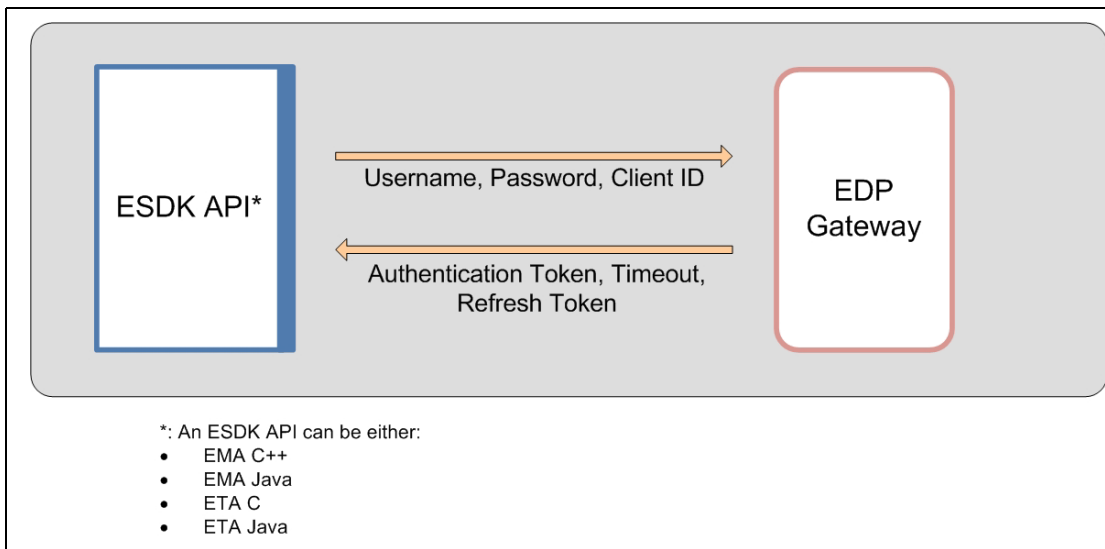 ESDK API*
Username, Password, Client ID
EDP
Gateway
Authentication Token, Timeout,
Refresh Token
*: An ESDK API can be either:
• EMA C++
• EMA Java
• ETA C
• ETA Java